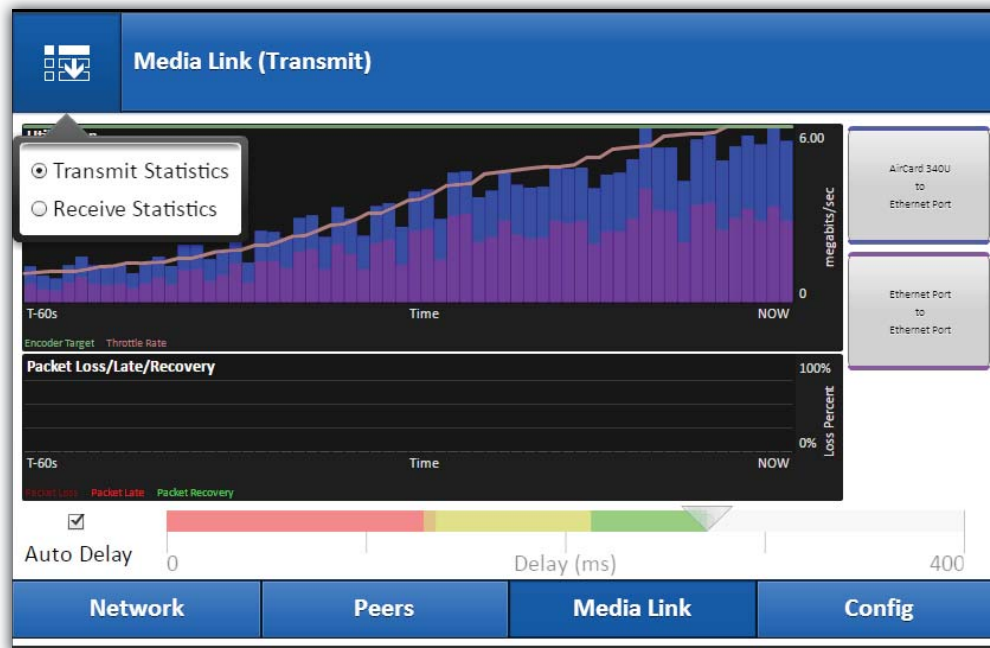 Media Link (Transmit)
Transmit Statistics
Receive Statistics
6.00
megabits/sec
0
T-60s
Time
NOW
Encoder Target
Throttle Rate
AirCard 340U
to
Ethernet Port
Ethernet Port
to
Ethernet Port
Packet Loss/Late/Recovery
100%
Loss Percent
0%
T-60s
Time
NOW
Packet Loss
Packet Late
Packet Recovery
Auto Delay
0
Delay (ms)
400
Network
Peers
Media Link
Config